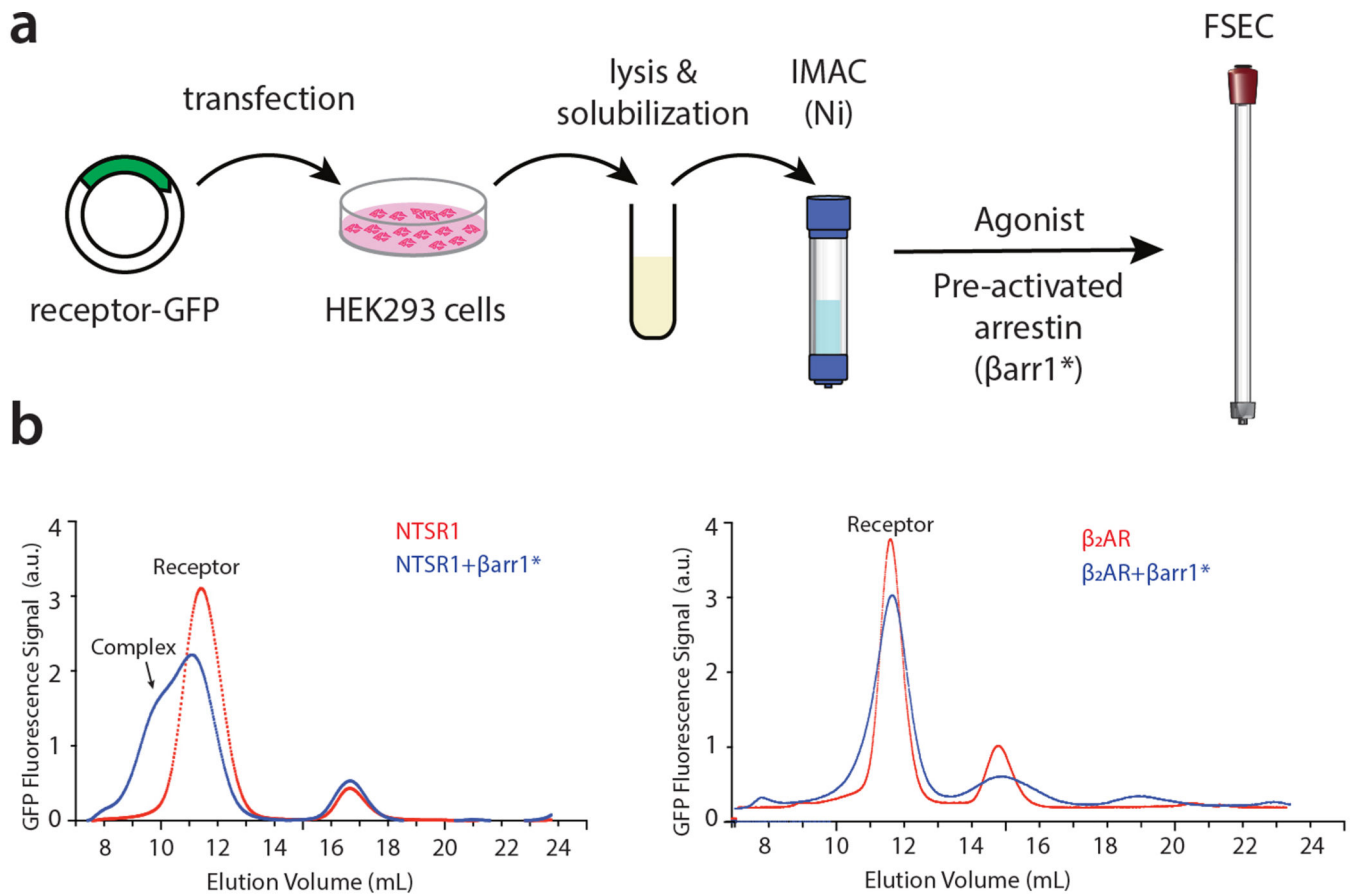 a
FSEC
transfection
lysis &
solubilization
IMAC
(Ni)
Agonist
Pre-activated
arrestin
(βarr1*)
receptor-GFP
HEK293 cells
b
4
3
2
1
0
GFP Fluorescence Signal (a.u.)
NTSR1
NTSR1+βarr1*
Receptor
Complex
8 10 12 14 16 18 20 22 24
Elution Volume (mL)
4
3
2
1
0
GFP Fluorescence Signal (a.u.)
Receptor
β₂AR
β₂AR+βarr1*
8 10 12 14 16 18 20 22 24
Elution Volume (mL)